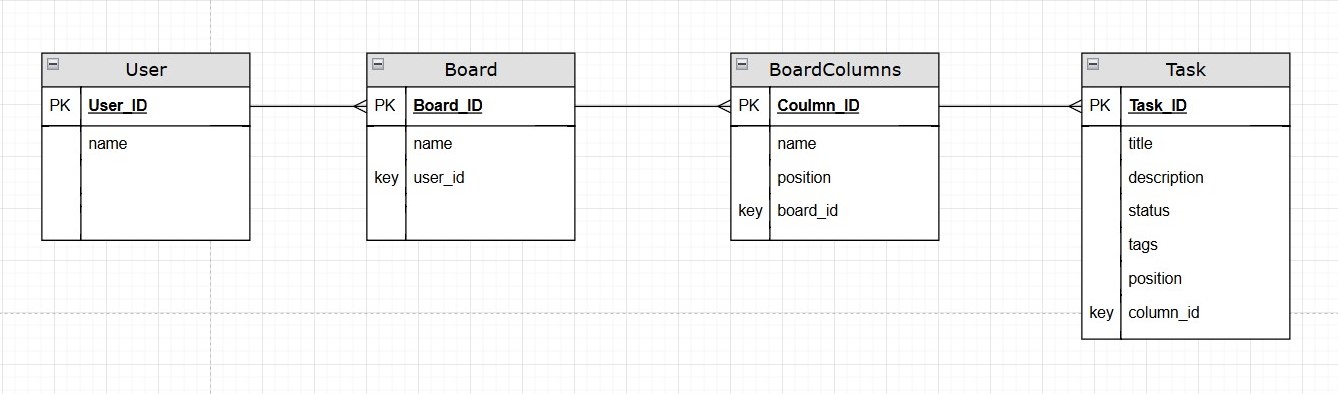 User
PK User_ID
name
Board
PK Board_ID
name
key user_id
BoardColumns
PK Coulmn_ID
name
position
key board_id
Task
PK Task_ID
title
description
status
tags
position
key column_id